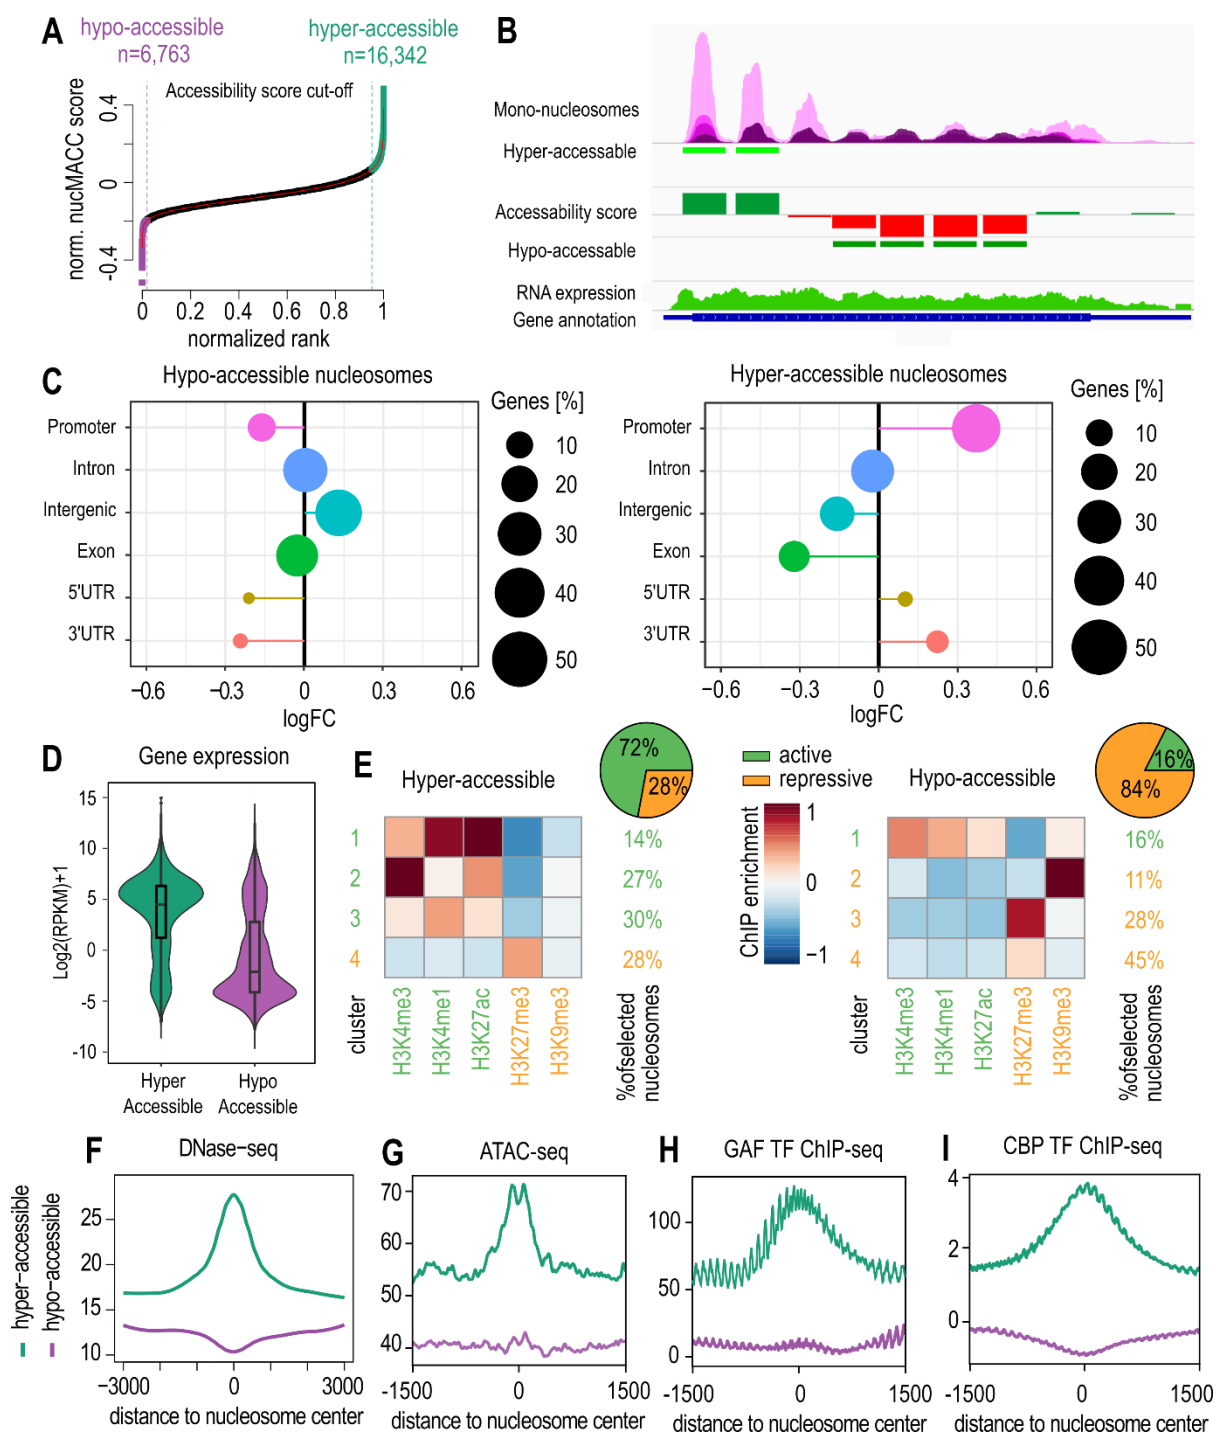 A
hypo-accessible
n=6,763
hyper-accessible
n=16,342
Accessibility score cut-off
norm. nucMACC score
0.4
0
−0.4
0
0.2
0.4
0.6
0.8
1
normalized rank
B
Mono-nucleosomes
Hyper-accessable
Accessability score
Hypo-accessable
RNA expression
Gene annotation
C
Hypo-accessible nucleosomes
Promoter
Intron
Intergenic
Exon
5'UTR
3'UTR
−0.6
−0.3
0
0.3
0.6
logFC
Genes [%]
10
20
30
40
50
Hyper-accessible nucleosomes
Promoter
Intron
Intergenic
Exon
5'UTR
3'UTR
−0.6
−0.3
0
0.3
0.6
logFC
Genes [%]
10
20
30
40
50
D
Gene expression
Log2(RPKM)+1
15
10
5
0
-5
-10
Hyper
Accessible
Hypo
Accessible
E
Hyper-accessible
72%
28%
1
2
3
4
cluster
14%
27%
30%
28%
H3K4me3
H3K4me1
H3K27ac
H3K27me3
H3K9me3
%ofselected
nucleosomes
active
repressive
ChIP enrichment
1
0
−1
Hypo-accessible
16%
84%
1
2
3
4
cluster
16%
11%
28%
45%
H3K4me3
H3K4me1
H3K27ac
H3K27me3
H3K9me3
%ofselected
nucleosomes
hyper−accessible
hypo−accessible
F
DNase−seq
25
20
15
10
-3000
0
3000
distance to nucleosome center
G
ATAC-seq
70
60
50
40
-1500
0
1500
distance to nucleosome center
H
GAF TF ChIP-seq
100
50
0
-1500
0
1500
distance to nucleosome center
I
CBP TF ChIP-seq
4
2
0
-1500
0
1500
distance to nucleosome center